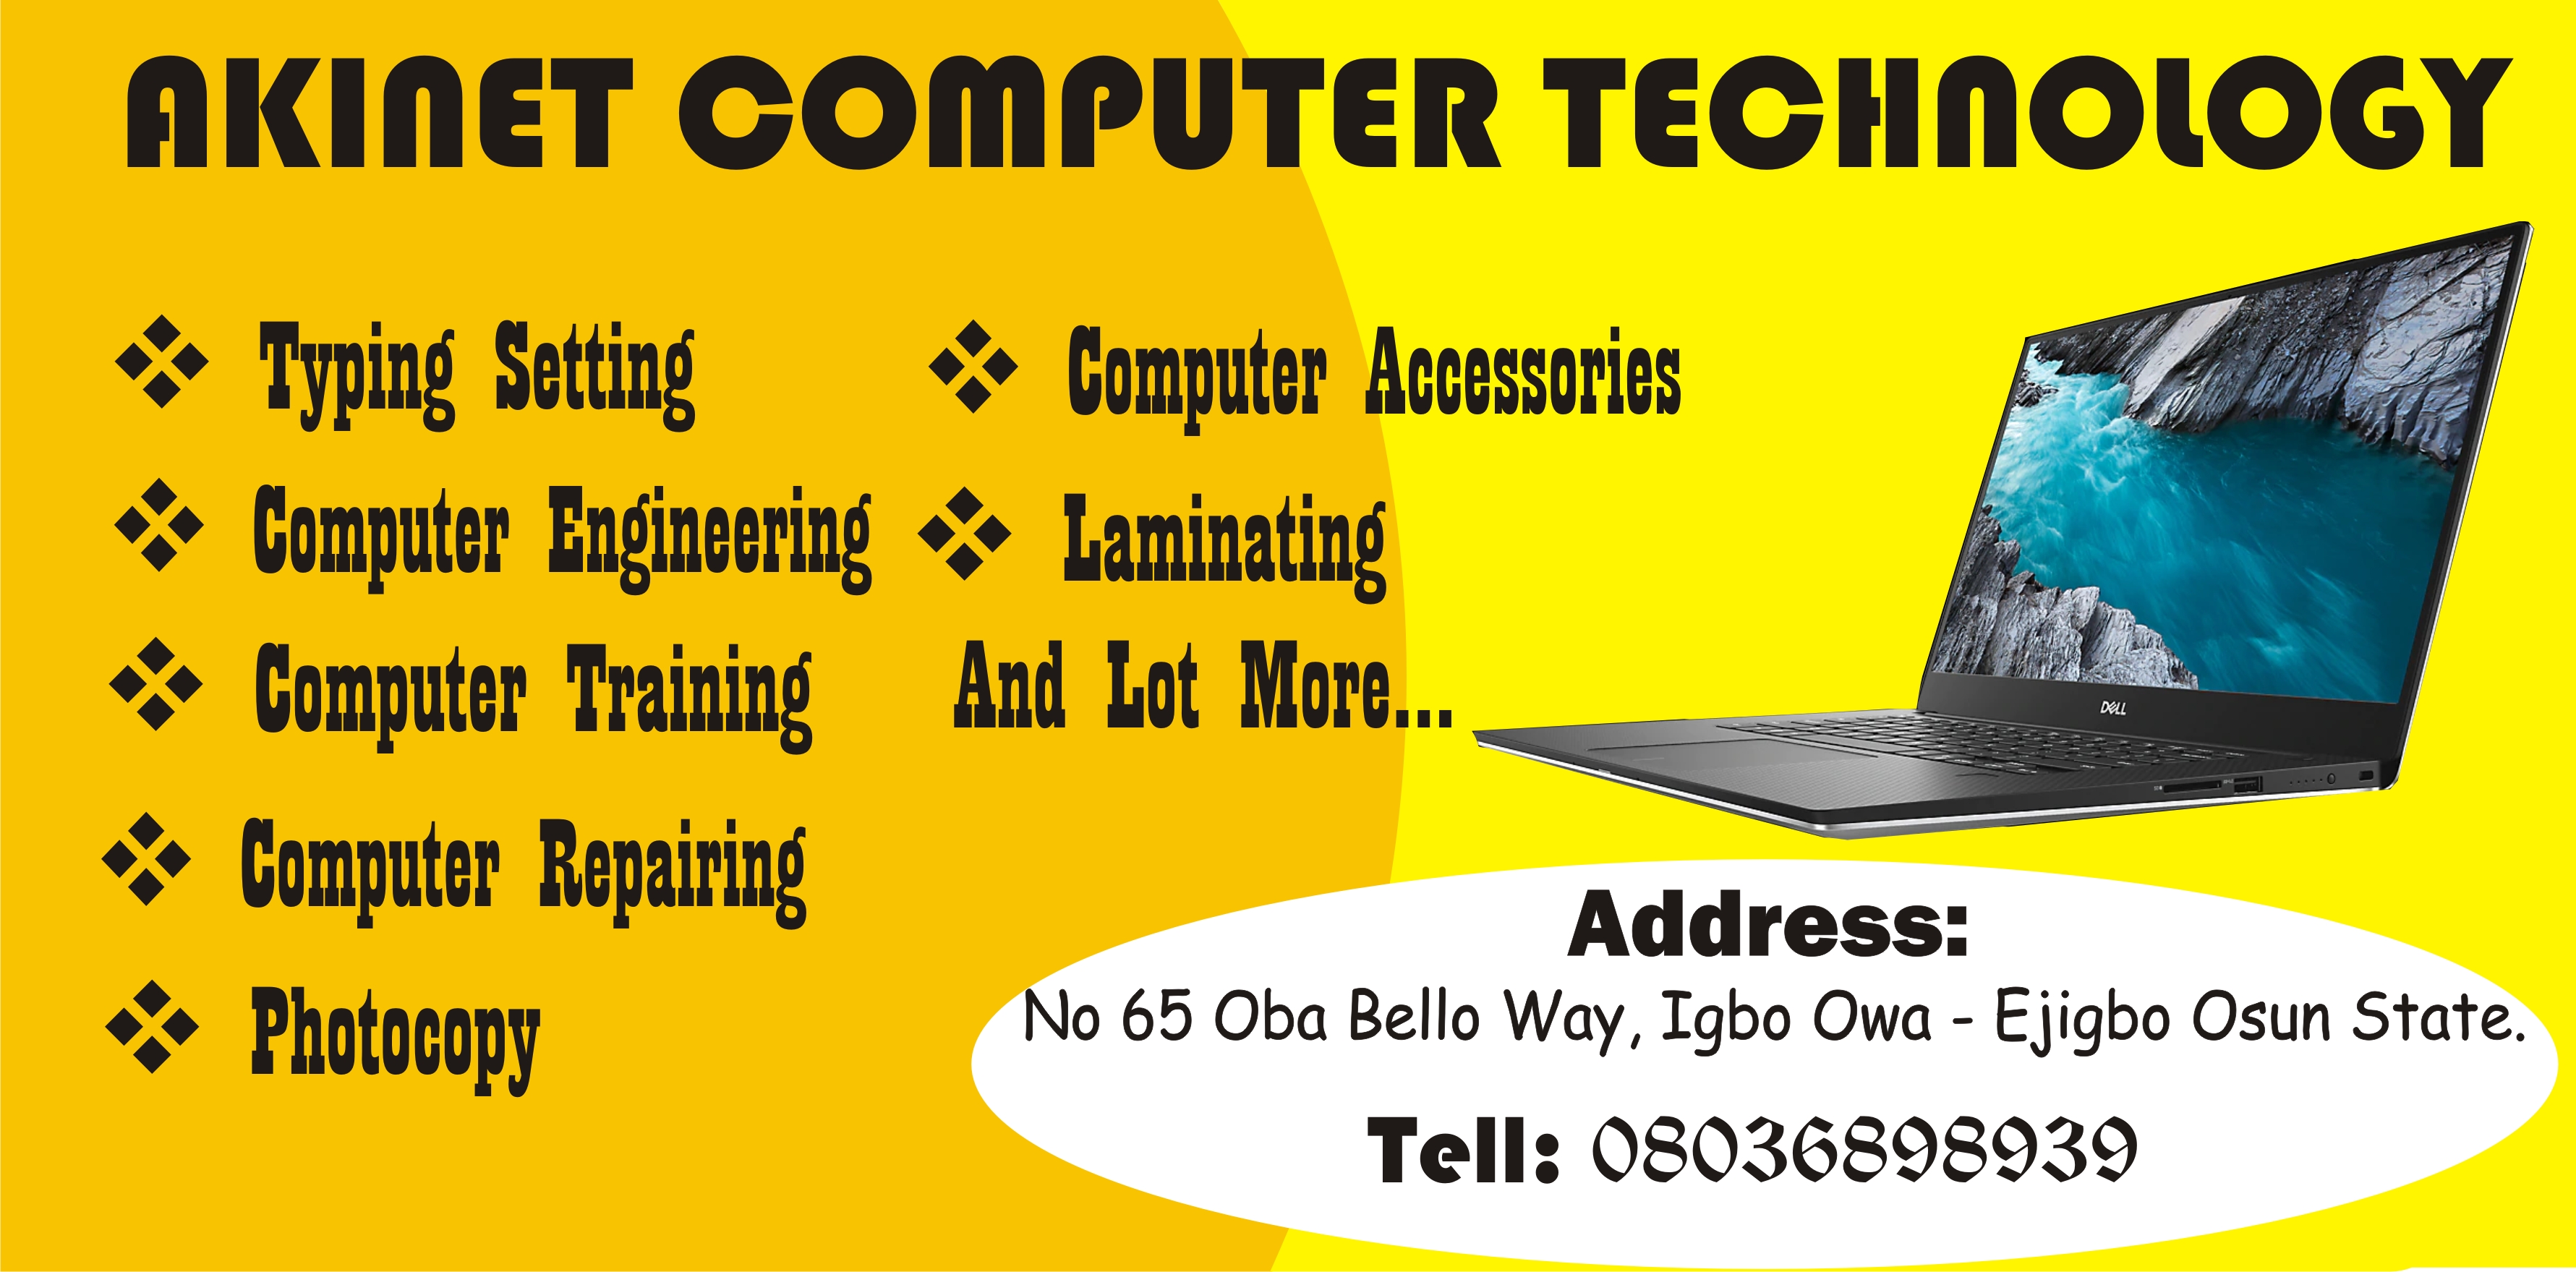 AKINET COMPUTER TECHNOLOGY
Typing Setting
Computer Engineering
Computer Training
Computer Repairing
Photocopy
Computer Accessories
Laminating
And Lot More...
DELL
Address:
No 65 Oba Bello Way, Igbo Owa - Ejigbo Osun State.
Tell: 08036898939